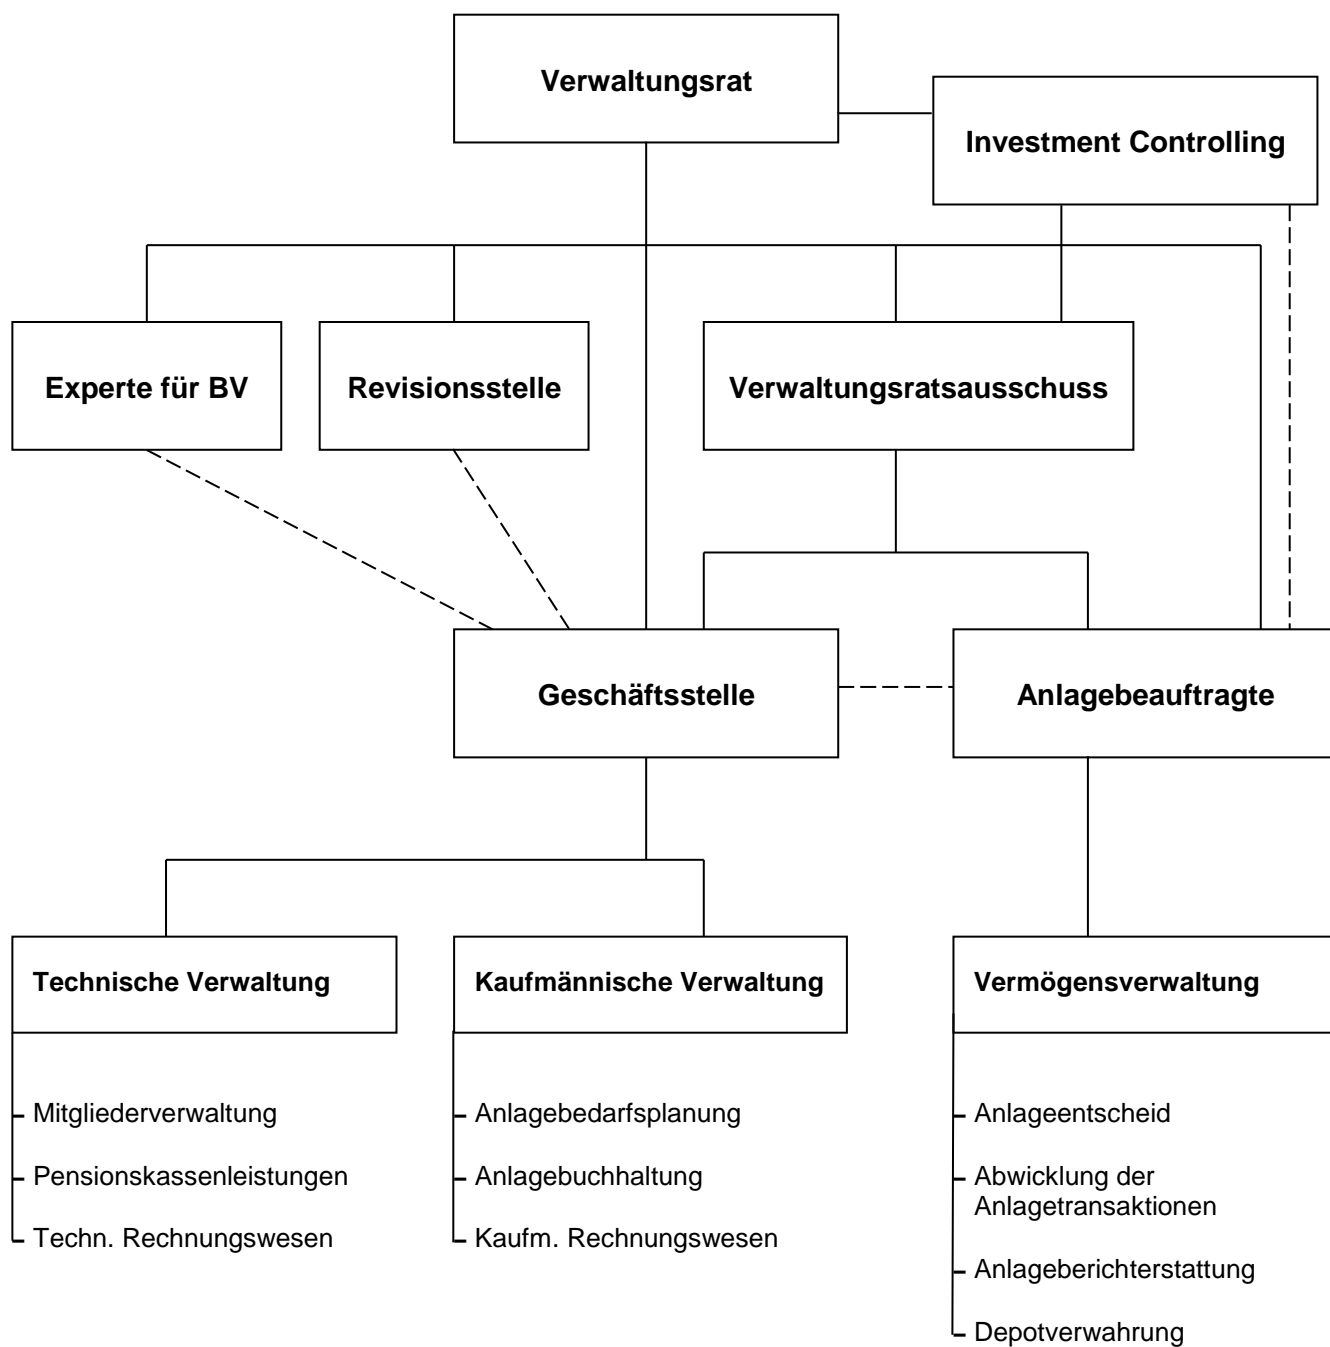 Verwaltungsrat
Investment Controlling
Experte für BV
Revisionsstelle
Verwaltungsratsausschuss
Geschäftsstelle
Anlagebeauftragte
Technische Verwaltung
Kaufmännische Verwaltung
Vermögensverwaltung
Mitgliederverwaltung
Pensionskassenleistungen
Techn. Rechnungswesen
Anlagebedarfsplanung
Anlagebuchhaltung
Kaufm. Rechnungswesen
Anlageentscheid
Abwicklung der
Anlagetransaktionen
Anlageberichterstattung
Depotverwahrung